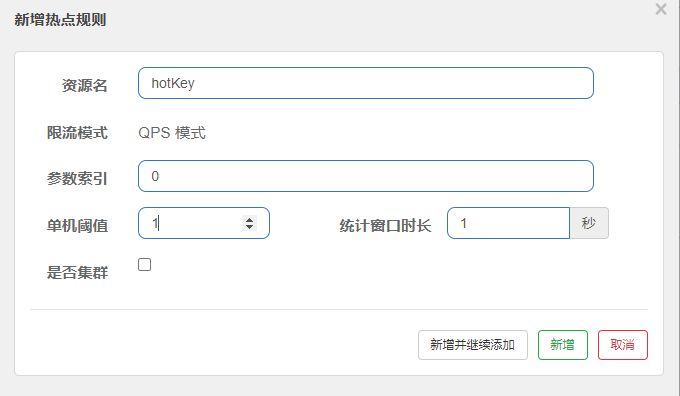 新增热点规则 ×
资源名 hotKey
限流模式 QPS 模式
参数索引 0
单机阈值 1 统计窗口时长 1 秒
是否集群
新增并继续添加 新增 取消